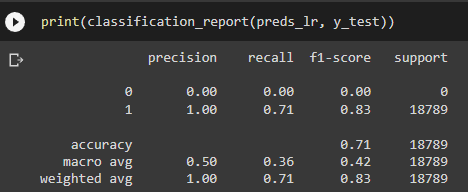 print(classification_report(preds_lr, y_test))
precision recall f1-score support
0 0.00 0.00 0.00 0
1 1.00 0.71 0.83 18789
accuracy 0.71 18789
macro avg 0.50 0.36 0.42 18789
weighted avg 1.00 0.71 0.83 18789